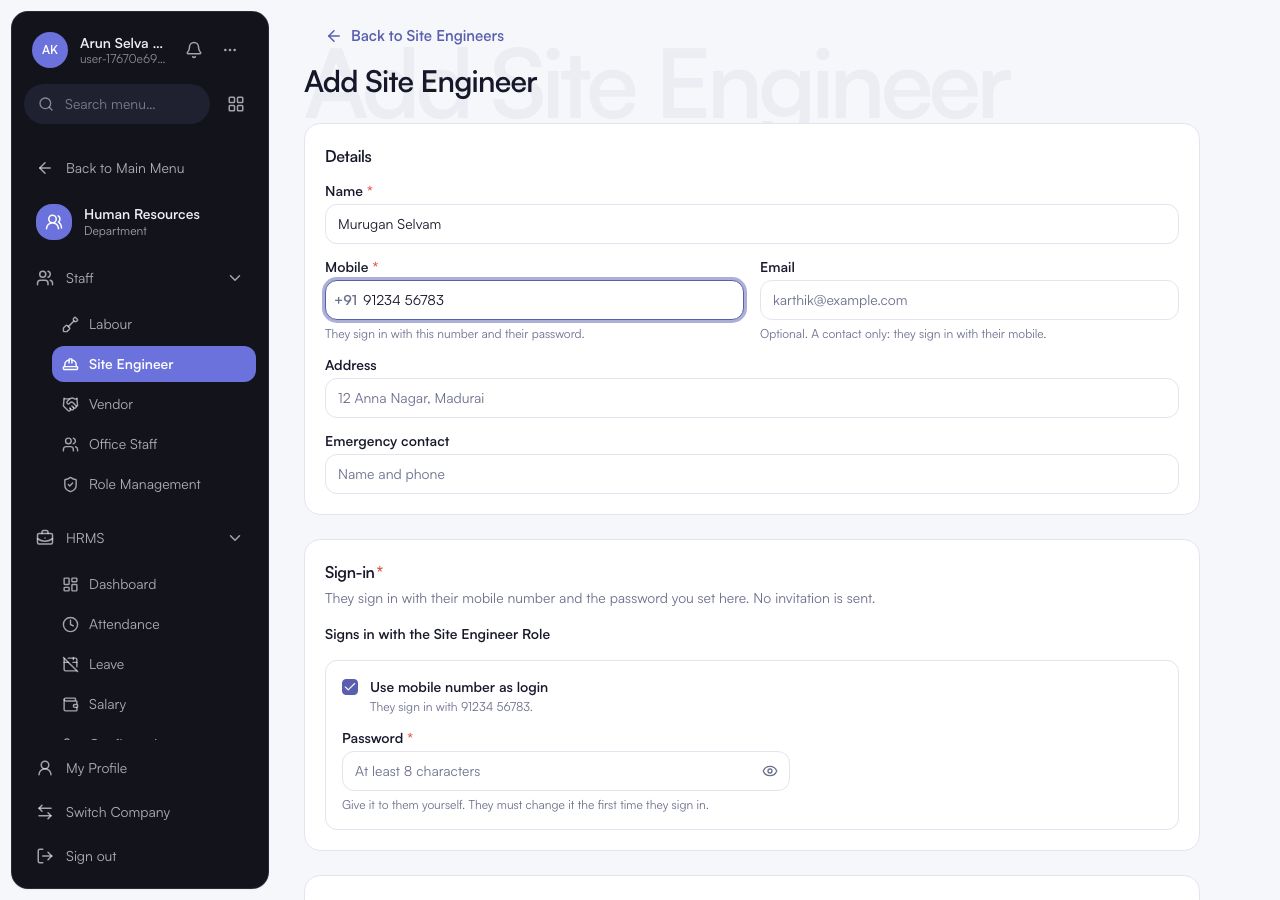 AK
Arun Selva ...
user-17670e69...
Search menu...
Back to Main Menu
Human Resources
Department
Staff
Labour
Site Engineer
Vendor
Office Staff
Role Management
HRMS
Dashboard
Attendance
Leave
Salary
My Profile
Switch Company
Sign out
Back to Site Engineers
Add Site Engineer
Add Site Engineer
Details
Name *
Murugan Selvam
Mobile *
Email
+91 91234 56783
karthik@example.com
They sign in with this number and their password.
Optional. A contact only: they sign in with their mobile.
Address
12 Anna Nagar, Madurai
Emergency contact
Name and phone
Sign-in*
They sign in with their mobile number and the password you set here. No invitation is sent.
Signs in with the Site Engineer Role
Use mobile number as login
They sign in with 91234 56783.
Password *
At least 8 characters
Give it to them yourself. They must change it the first time they sign in.